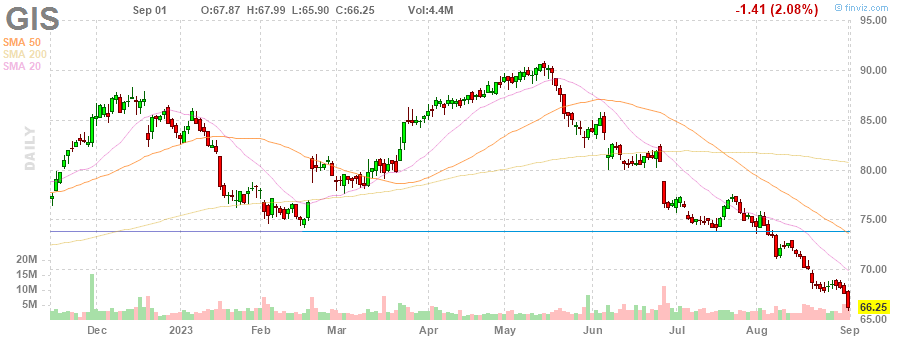 GIS Sep 01 O:67.87 H:67.99 L:65.90 C:66.25 Vol:4.4M -1.41 (2.08%) © finviz.com
SMA 50
SMA 200
SMA 20
DAILY
95.00
90.00
85.00
80.00
75.00
70.00
66.25
65.00
20M
15M
10M
5M
Dec 2023 Feb Mar Apr May Jun Jul Aug Sep